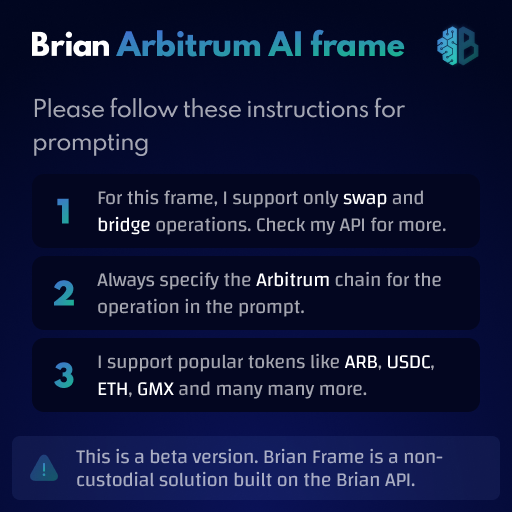 Brian Arbitrum AI frame
Please follow these instructions for
prompting
1
For this frame, I support only swap and
bridge operations. Check my API for more.
2
Always specify the Arbitrum chain for the
operation in the prompt.
3
I support popular tokens like ARB, USDC,
ETH, GMX and many many more.
This is a beta version. Brian Frame is a non-
custodial solution built on the Brian API.